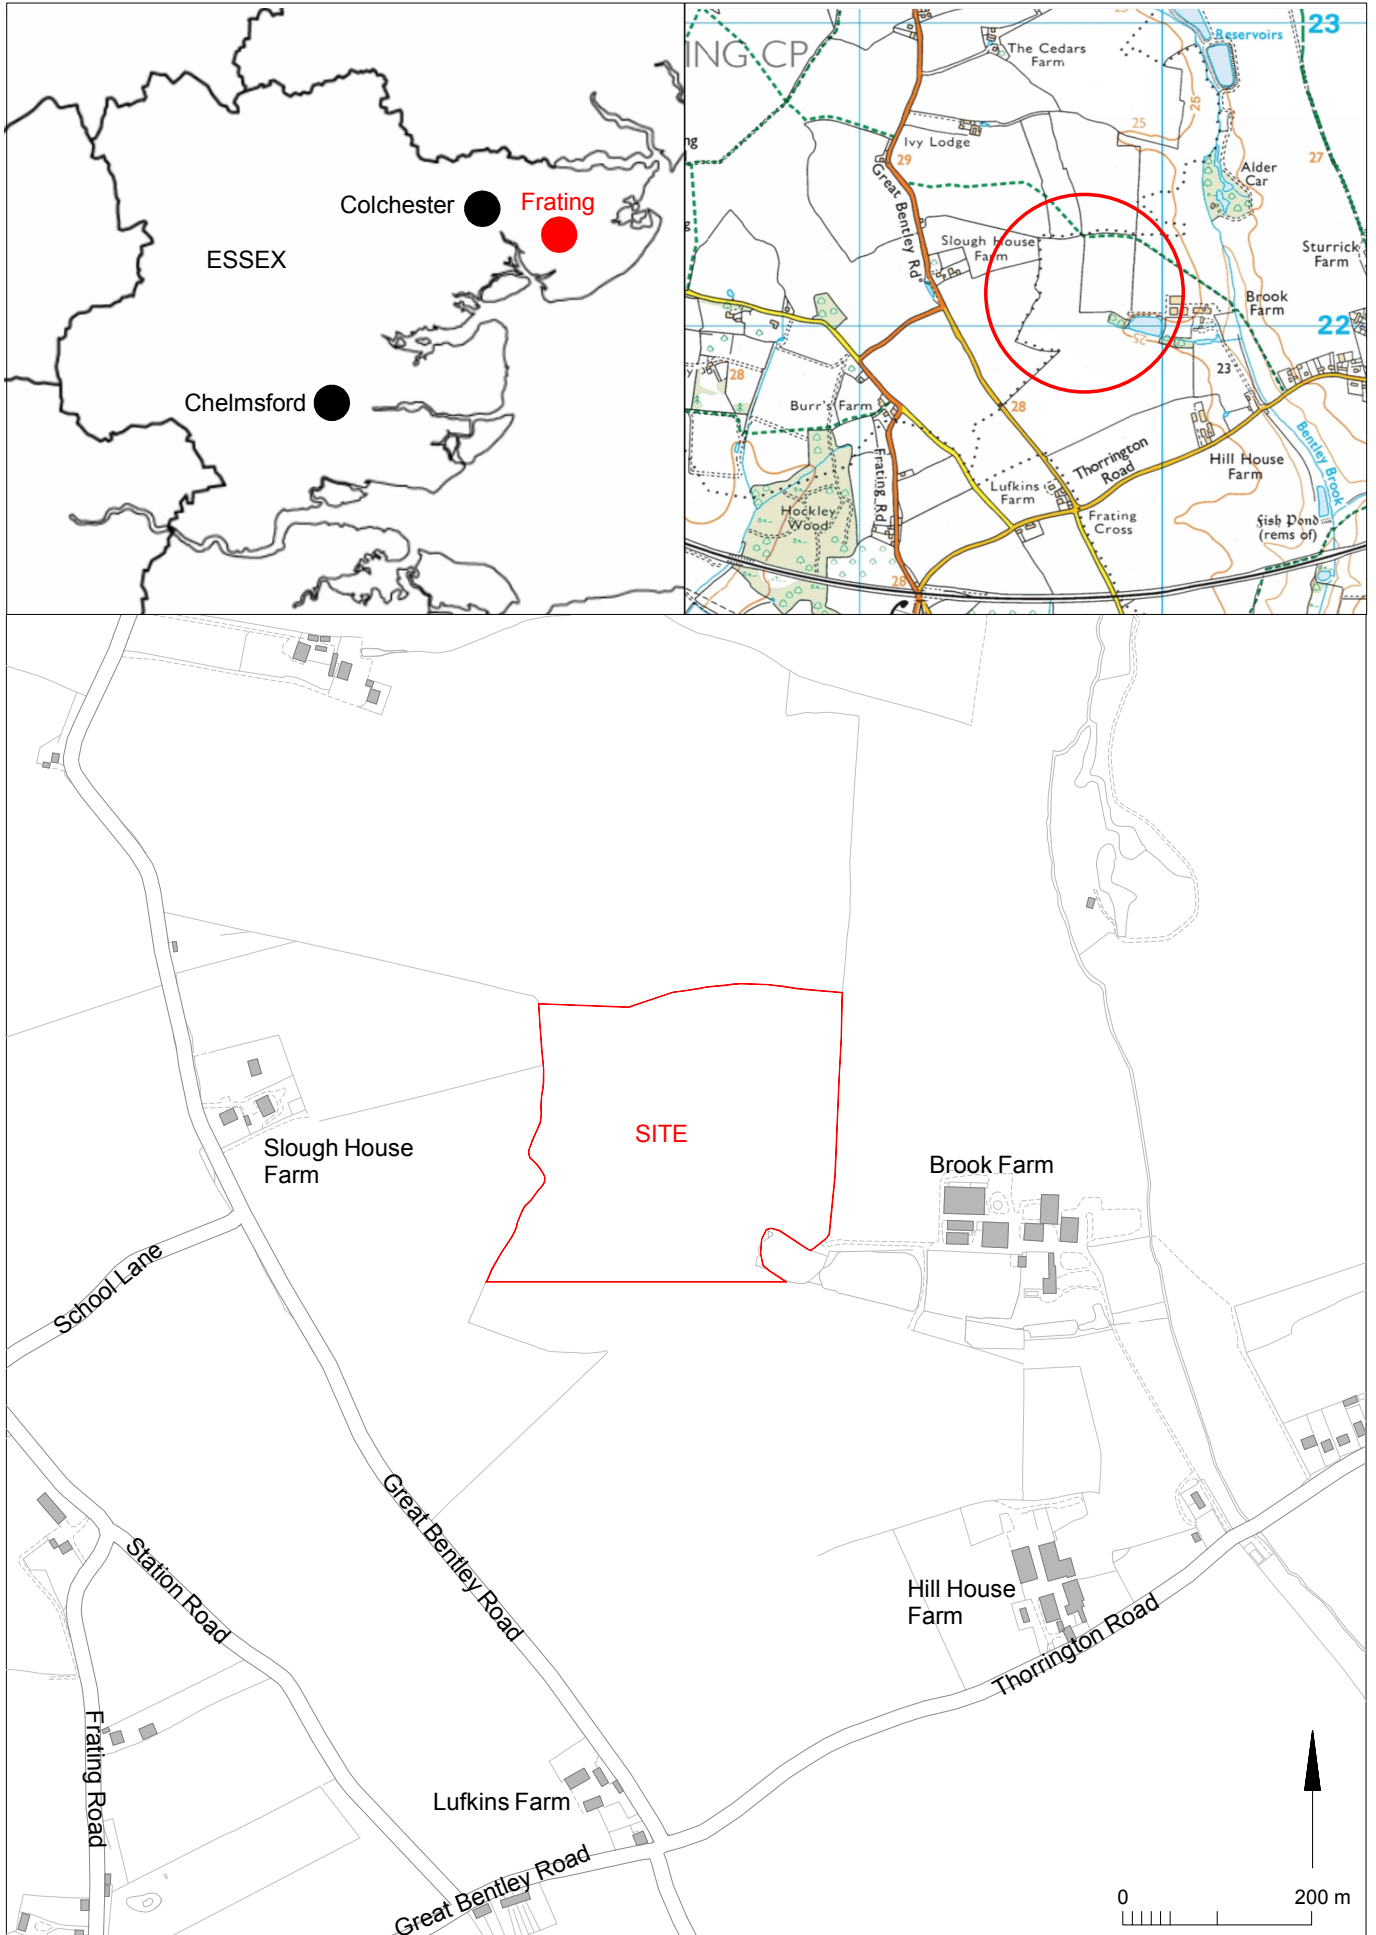 Colchester
Frating
ESSEX
Chelmsford
ING CP
The Cedars
Farm
Reservoirs
23
25
25
Ivy Lodge
29
Great Bentley Rd
Alder
Car
27
Slough House
Farm
Sturrick
Farm
Brook
Farm
22
25
23
28
Burr's Farm
28
Thorrington
Road
Hill House
Farm
Bentley Brook
Frating Rd
Lufkins
Farm
Hockley
Wood
Frating
Cross
Fish Pond
(rems of)
28
SITE
Slough House
Farm
Brook Farm
School Lane
Great Bentley Road
Station Road
Hill House
Farm
Thorrington Road
Frating Road
Lufkins Farm
Great Bentley Road
0
200 m